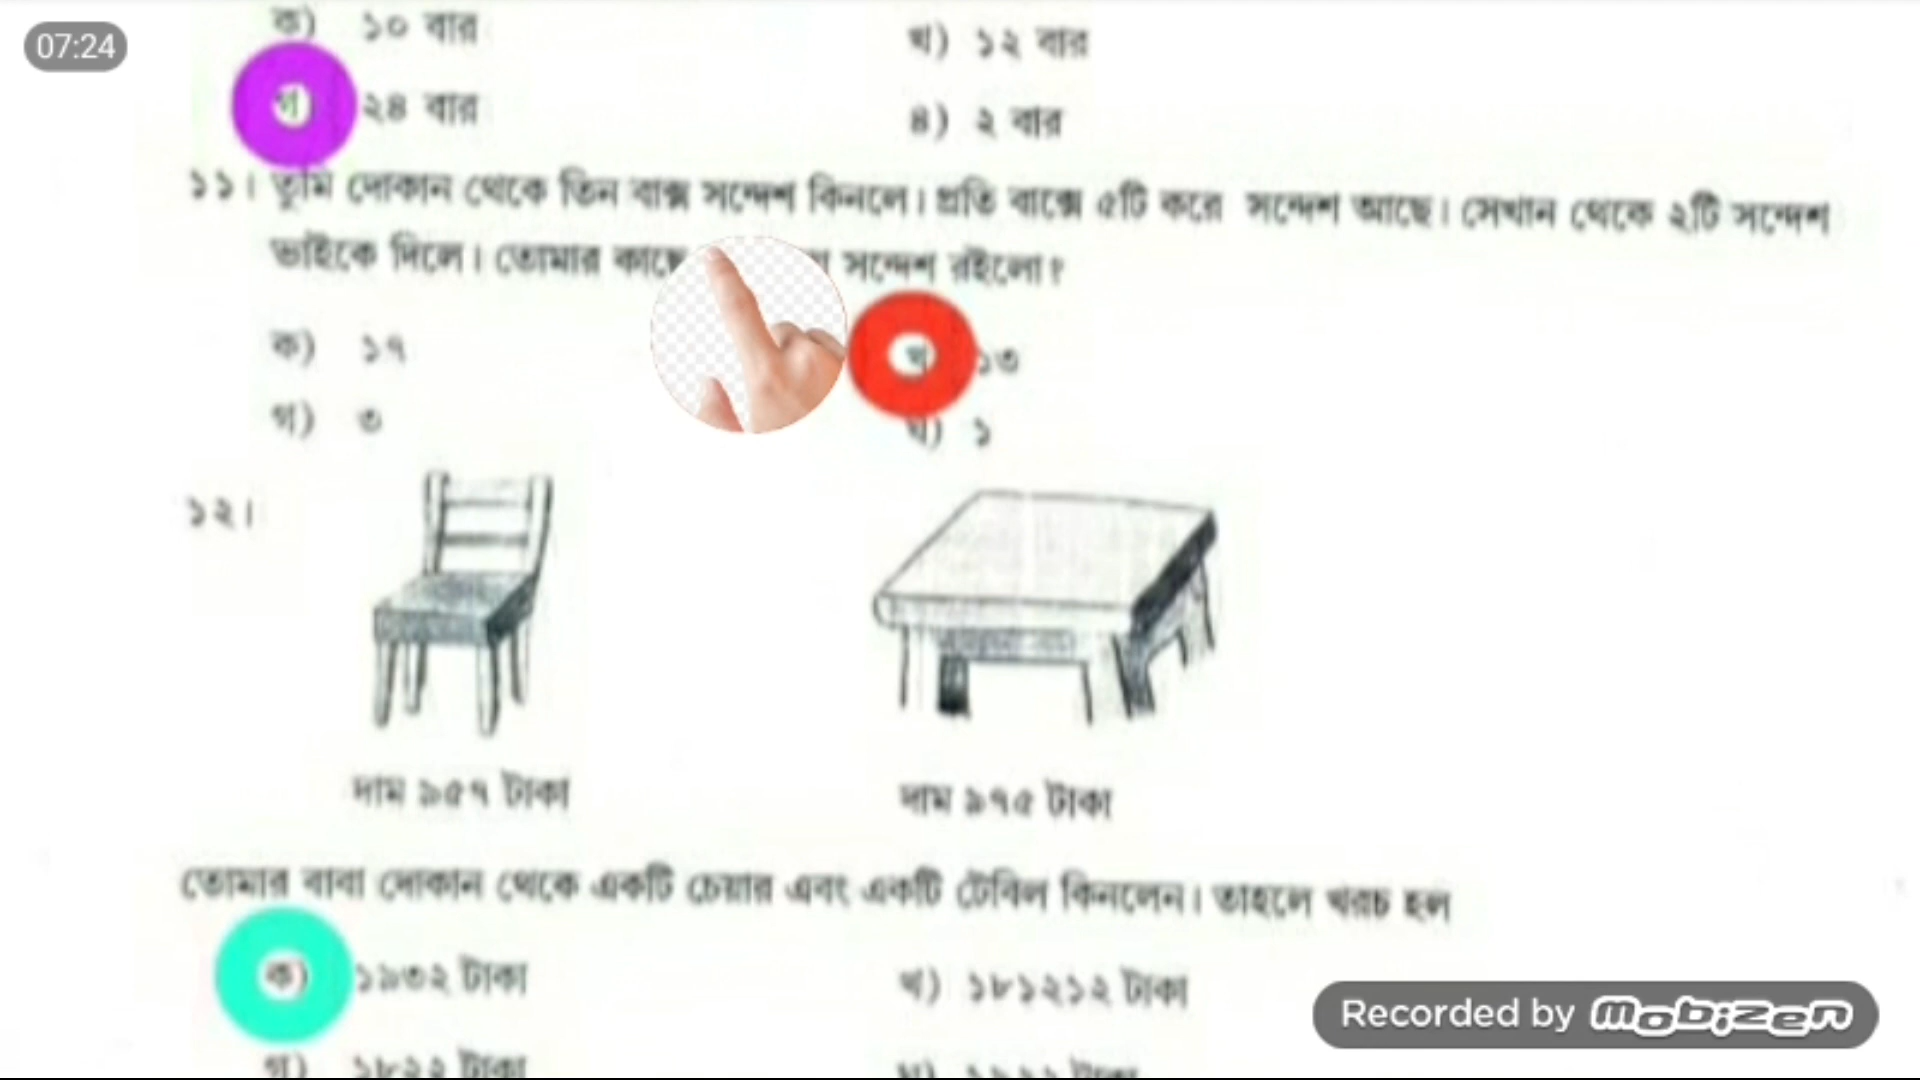 07:24
ক) ১০ বার
খ) ১২ বার
গ) ২৪ বার
৪) ২ বার
১১। তুমি দোকান থেকে তিন বাক্স সন্দেশ কিনলে। প্রতি বাক্সে ৫টি করে সন্দেশ আছে। সেখান থেকে ২টি সন্দেশ
ভাইকে দিলে। তোমার কাছে সন্দেশ রইলো?
ক) ১৭
খ) ১৩
গ) ৩
ঘ) ১
১২।
দাম ৯৫৭ টাকা
দাম ৯৭৫ টাকা
তোমার বাবা দোকান থেকে একটি চেয়ার এবং একটি টেবিল কিনলেন। তাহলে খরচ হল
ক) ১৯৩২ টাকা
খ) ১৮১২১২ টাকা
গ) ১৮২২ টাকা
টাকা
Recorded by Mobizen